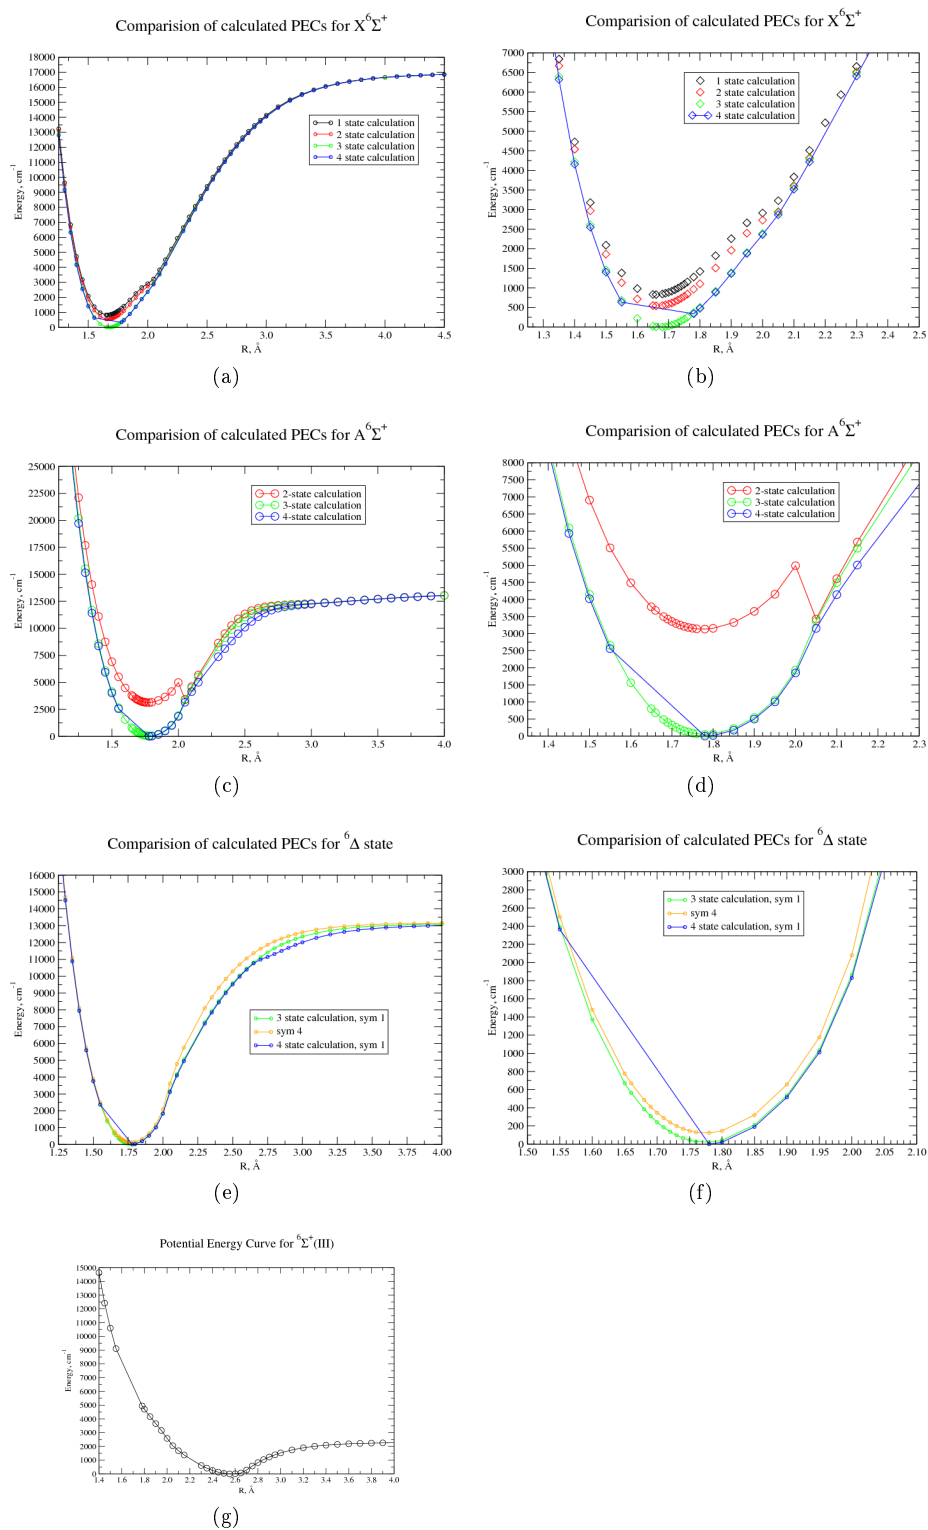 Comparision of calculated PECs for X⁶Σ⁺
18000
17000
16000
15000
14000
13000
12000
11000
10000
9000
8000
7000
6000
5000
4000
3000
2000
1000
0
Energy, cm⁻¹
1 state calculation
2 state calculation
3 state calculation
4 state calculation
1.5 2.0 2.5 3.0 3.5 4.0 4.5
R, Å
(a)
Comparision of calculated PECs for X⁶Σ⁺
7000
6500
6000
5500
5000
4500
4000
3500
3000
2500
2000
1500
1000
500
0
Energy, cm⁻¹
1 state calculation
2 state calculation
3 state calculation
4 state calculation
1.3 1.4 1.5 1.6 1.7 1.8 1.9 2.0 2.1 2.2 2.3 2.4 2.5
R, Å
(b)
Comparision of calculated PECs for A⁶Σ⁺
25000
22500
20000
17500
15000
12500
10000
7500
5000
2500
0
Energy, cm⁻¹
2-state calculation
3-state calculation
4-state calculation
1.5 2.0 2.5 3.0 3.5 4.0
R, Å
(c)
Comparision of calculated PECs for A⁶Σ⁺
8000
7500
7000
6500
6000
5500
5000
4500
4000
3500
3000
2500
2000
1500
1000
500
0
Energy, cm⁻¹
2-state calculation
3-state calculation
4-state calculation
1.4 1.5 1.6 1.7 1.8 1.9 2.0 2.1 2.2 2.3
R, Å
(d)
Comparision of calculated PECs for ⁶Δ state
16000
15000
14000
13000
12000
11000
10000
9000
8000
7000
6000
5000
4000
3000
2000
1000
0
Energy, cm⁻¹
3 state calculation, sym 1
sym 4
4 state calculation, sym 1
1.25 1.50 1.75 2.00 2.25 2.50 2.75 3.00 3.25 3.50 3.75 4.00
R, Å
(e)
Comparision of calculated PECs for ⁶Δ state
3000
2800
2600
2400
2200
2000
1800
1600
1400
1200
1000
800
600
400
200
0
Energy, cm⁻¹
3 state calculation, sym 1
sym 4
4 state calculation, sym 1
1.50 1.55 1.60 1.65 1.70 1.75 1.80 1.85 1.90 1.95 2.00 2.05 2.10
R, Å
(f)
Potential Energy Curve for ⁶Σ⁺(III)
15000
14000
13000
12000
11000
10000
9000
8000
7000
6000
5000
4000
3000
2000
1000
0
Energy, cm⁻¹
1.4 1.6 1.8 2.0 2.2 2.4 2.6 2.8 3.0 3.2 3.4 3.6 3.8 4.0
R, Å
(g)